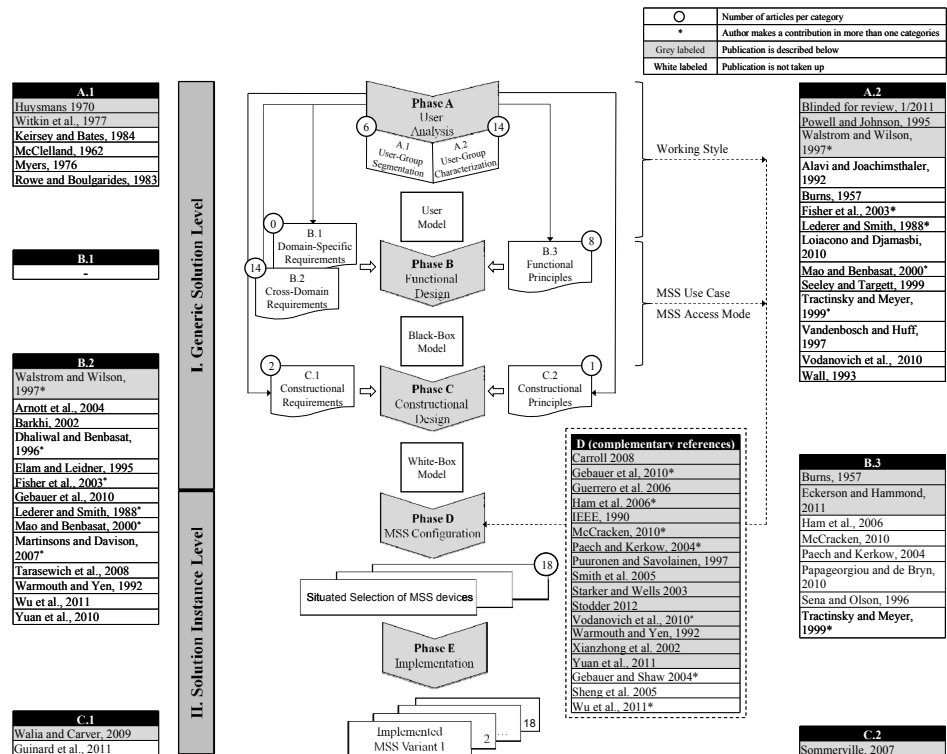 Number of articles per category
* Author makes a contribution in more than one categories
Grey labeled Publication is described below
White labeled Publication is not taken up
A.1
Huysmans 1970
Witkin et al., 1977
Keirsey and Bates, 1984
McClelland, 1962
Myers, 1976
Rowe and Boulgarides, 1983
B.1
-
B.2
Walstrom and Wilson,
1997*
Arnott et al., 2004
Barkhi, 2002
Dhaliwal and Benbasat,
1996*
Elam and Leidner, 1995
Fisher et al., 2003*
Gebauer et al., 2010
Lederer and Smith, 1988*
Mao and Benbasat, 2000*
Martinsons and Davison,
2007*
Tarasewich et al., 2008
Warmouth and Yen, 1992
Wu et al., 2011
Yuan et al., 2010
C.1
Walia and Carver, 2009
Guinard et al., 2011
I. Generic Solution Level
II. Solution Instance Level
Phase A
User
Analysis
6
14
A.1
User-Group
Segmentation
A.2
User-Group
Characterization
User
Model
0
B.1
Domain-Specific
Requirements
14
B.2
Cross-Domain
Requirements
Phase B
Functional
Design
8
B.3
Functional
Principles
Black-Box
Model
2
C.1
Constructional
Requirements
Phase C
Constructional
Design
1
C.2
Constructional
Principles
White-Box
Model
Phase D
MSS Configuration
18
Situated Selection of MSS devices
Phase E
Implementation
Implemented
MSS Variant 1
2
...
18
Working Style
MSS Use Case
MSS Access Mode
D (complementary references)
Carroll 2008
Gebauer et al, 2010*
Guerrero et al. 2006
Ham et al. 2006*
IEEE, 1990
McCracken, 2010*
Paech and Kerkow, 2004*
Puuronen and Savolainen, 1997
Smith et al. 2005
Starker and Wells 2003
Stodder 2012
Vodanovich et al., 2010*
Warmouth and Yen, 1992
Xianzhong et al. 2002
Yuan et al., 2011
Gebauer and Shaw 2004*
Sheng et al. 2005
Wu et al., 2011*
A.2
Blinded for review, 1/2011
Powell and Johnson, 1995
Walstrom and Wilson,
1997*
Alavi and Joachimsthaler,
1992
Burns, 1957
Fisher et al., 2003*
Lederer and Smith, 1988*
Loiacono and Djamasbi,
2010
Mao and Benbasat, 2000*
Seeley and Targett, 1999
Tractinsky and Meyer,
1999*
Vandenbosch and Huff,
1997
Vodanovich et al., 2010
Wall, 1993
B.3
Burns, 1957
Eckerson and Hammond,
2011
Ham et al., 2006
McCracken, 2010
Paech and Kerkow, 2004
Papageorgiou and de Bryn,
2010
Sena and Olson, 1996
Tractinsky and Meyer,
1999*
C.2
Sommerville, 2007